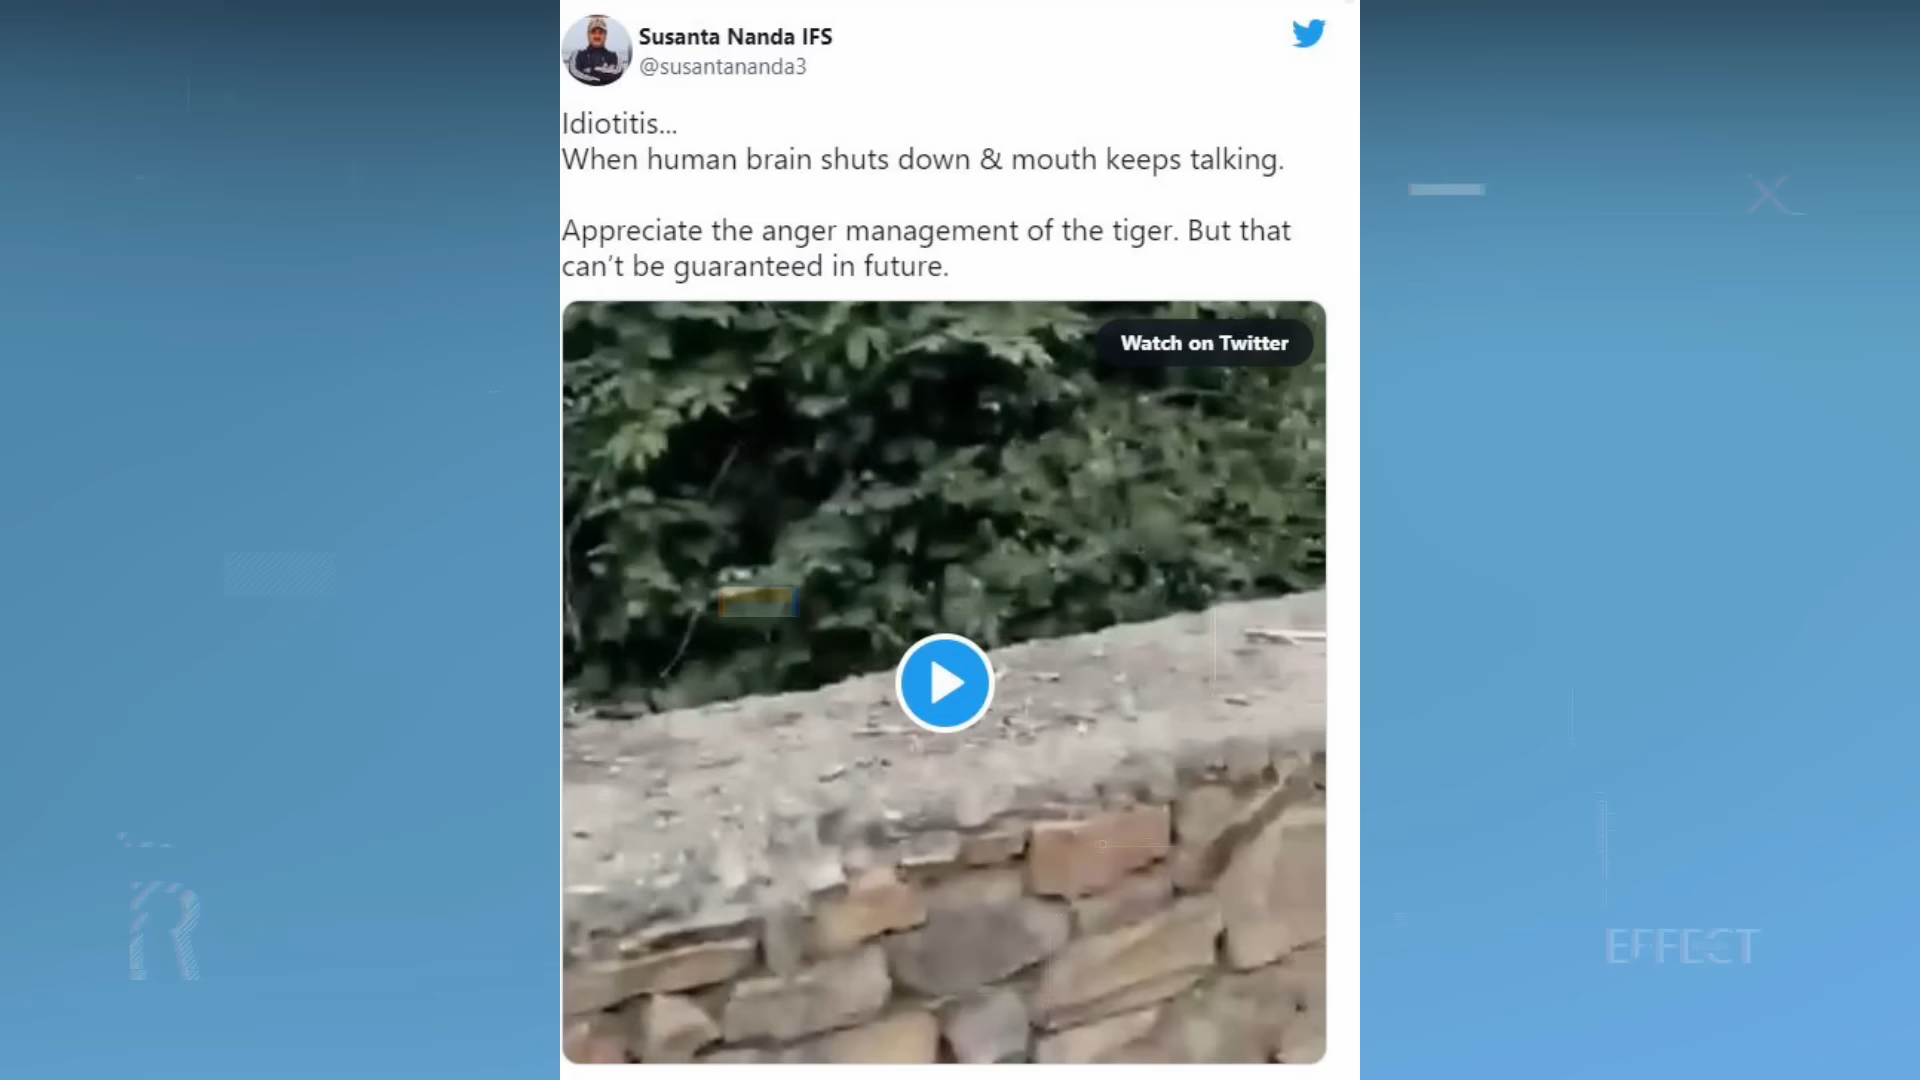 Susanta Nanda IFS
@susantananda3
Idiotitis...
When human brain shuts down & mouth keeps talking.
Appreciate the anger management of the tiger. But that
can’t be guaranteed in future.
Watch on Twitter
R
EFFECT